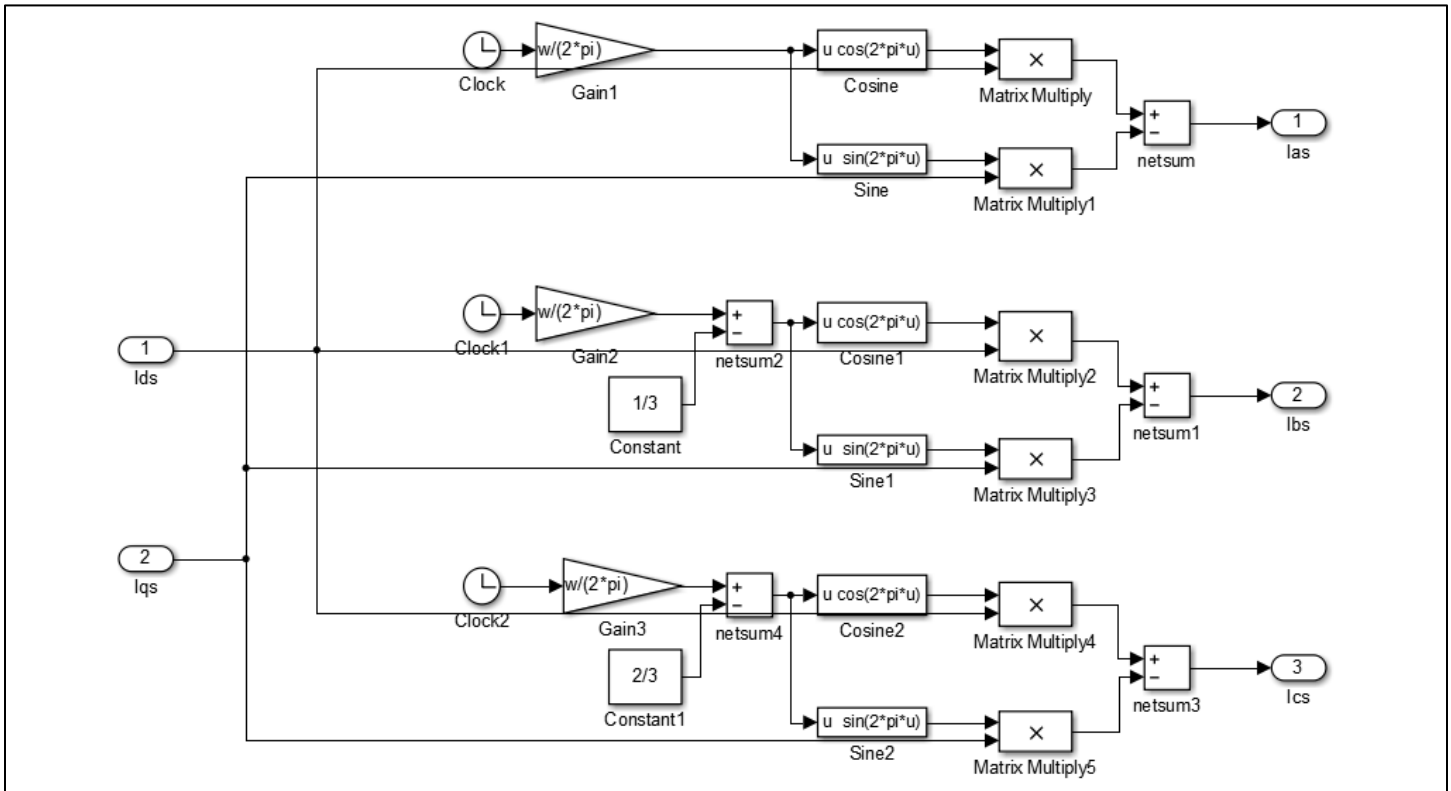 w/(2*pi)
u cos(2*pi*u)
×
Clock
Gain1
Cosine
Matrix Multiply
+
−
1
netsum
Ias
u sin(2*pi*u)
×
Sine
Matrix Multiply1
w/(2*pi)
+
−
u cos(2*pi*u)
×
Clock1
Gain2
netsum2
Cosine1
Matrix Multiply2
1
Ids
1/3
Constant
+
−
2
netsum1
Ibs
u sin(2*pi*u)
×
Sine1
Matrix Multiply3
2
Iqs
w/(2*pi)
+
−
u cos(2*pi*u)
×
Clock2
Gain3
netsum4
Cosine2
Matrix Multiply4
2/3
Constant1
+
−
3
netsum3
Ics
u sin(2*pi*u)
×
Sine2
Matrix Multiply5